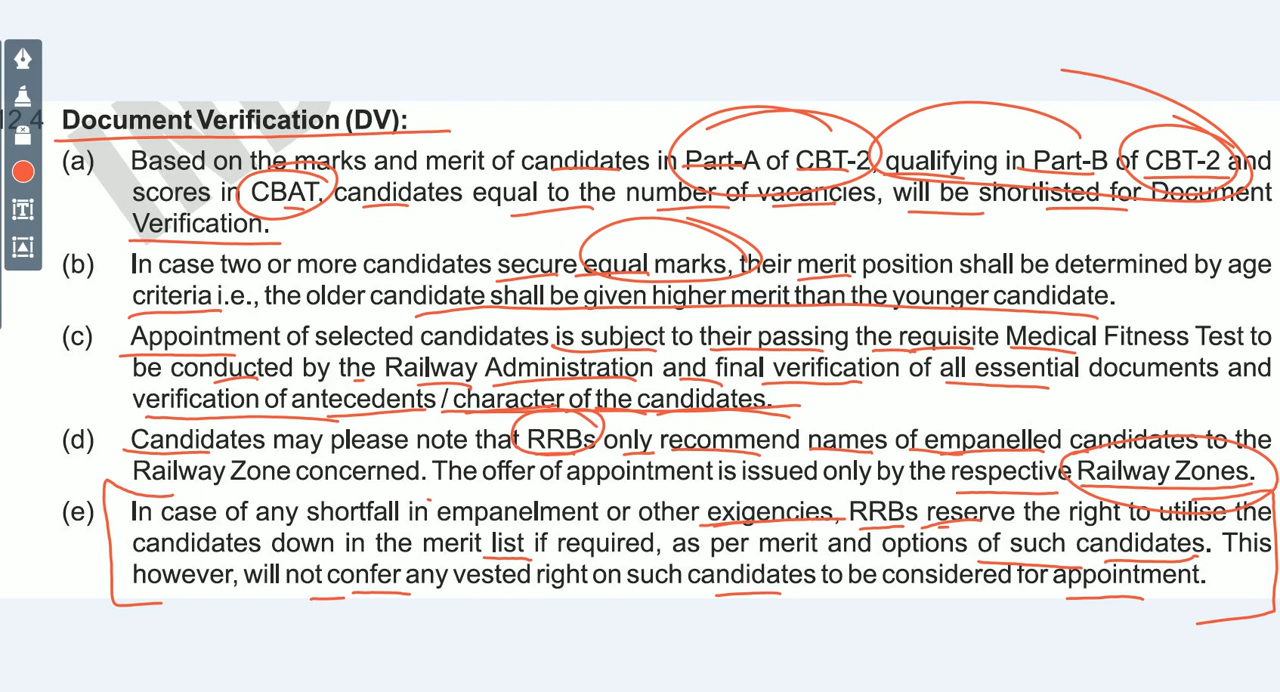 12.4 Document Verification (DV):
(a) Based on the marks and merit of candidates in Part-A of CBT-2, qualifying in Part-B of CBT-2 and
scores in CBAT, candidates equal to the number of vacancies, will be shortlisted for Document
Verification.
(b) In case two or more candidates secure equal marks, their merit position shall be determined by age
criteria i.e., the older candidate shall be given higher merit than the younger candidate.
(c) Appointment of selected candidates is subject to their passing the requisite Medical Fitness Test to
be conducted by the Railway Administration and final verification of all essential documents and
verification of antecedents / character of the candidates.
(d) Candidates may please note that RRBs only recommend names of empanelled candidates to the
Railway Zone concerned. The offer of appointment is issued only by the respective Railway Zones.
(e) In case of any shortfall in empanelment or other exigencies, RRBs reserve the right to utilise the
candidates down in the merit list if required, as per merit and options of such candidates. This
however, will not confer any vested right on such candidates to be considered for appointment.